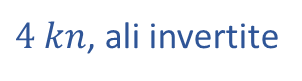 4 kn, ali invertite